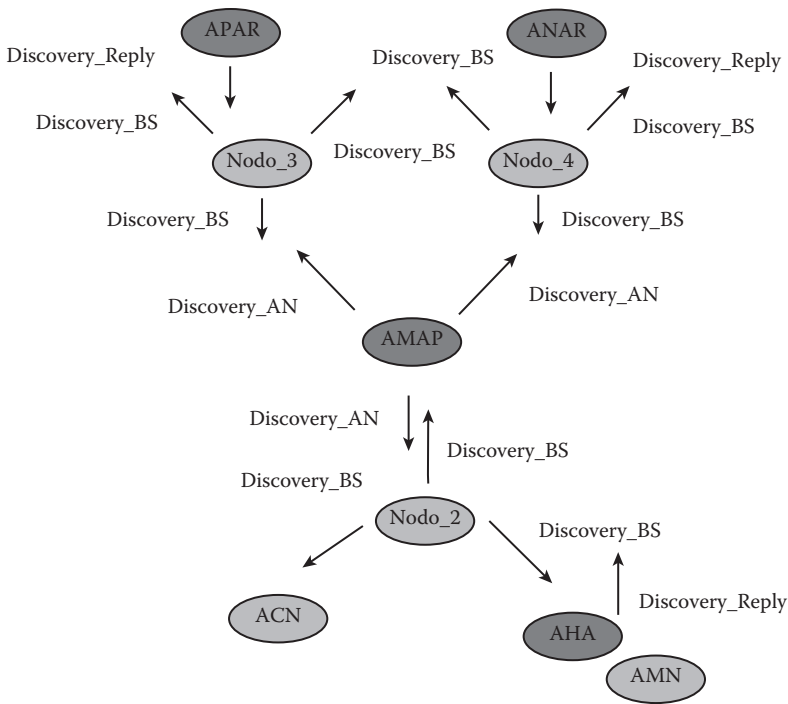 APAR
ANAR
Discovery_Reply
Discovery_BS
Discovery_Reply
Discovery_BS
Discovery_BS
Discovery_BS
Nodo_3
Nodo_4
Discovery_BS
Discovery_BS
Discovery_AN
Discovery_AN
AMAP
Discovery_AN
Discovery_BS
Discovery_BS
Nodo_2
Discovery_BS
ACN
Discovery_Reply
AHA
AMN